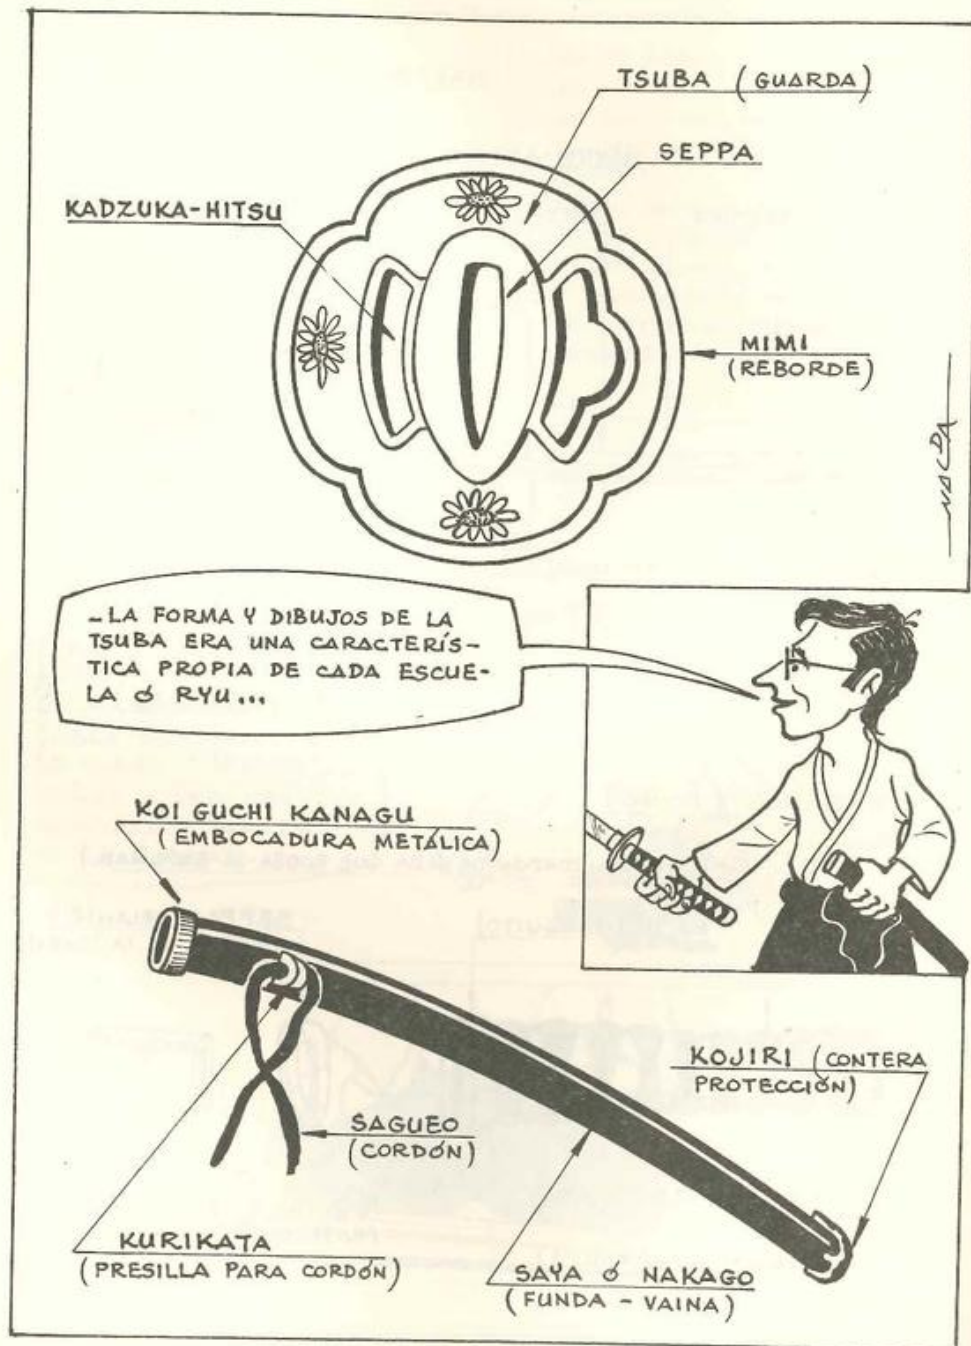 TSUBA (GUARDA)
SEPPA
KADZUKA-HITSU
MIMI
(REBORDE)
VALDA
-LA FORMA Y DIBUJOS DE LA
TSUBA ERA UNA CARACTERÍS-
TICA PROPIA DE CADA ESCUE-
LA Ó RYU...
KOI GUCHI KANAGU
(EMBOCADURA METÁLICA)
KOJIRI (CONTERA
PROTECCIÓN)
SAGUEO
(CORDÓN)
KURIKATA
(PRESILLA PARA CORDÓN)
SAYA Ó NAKAGO
(FUNDA - VAINA)